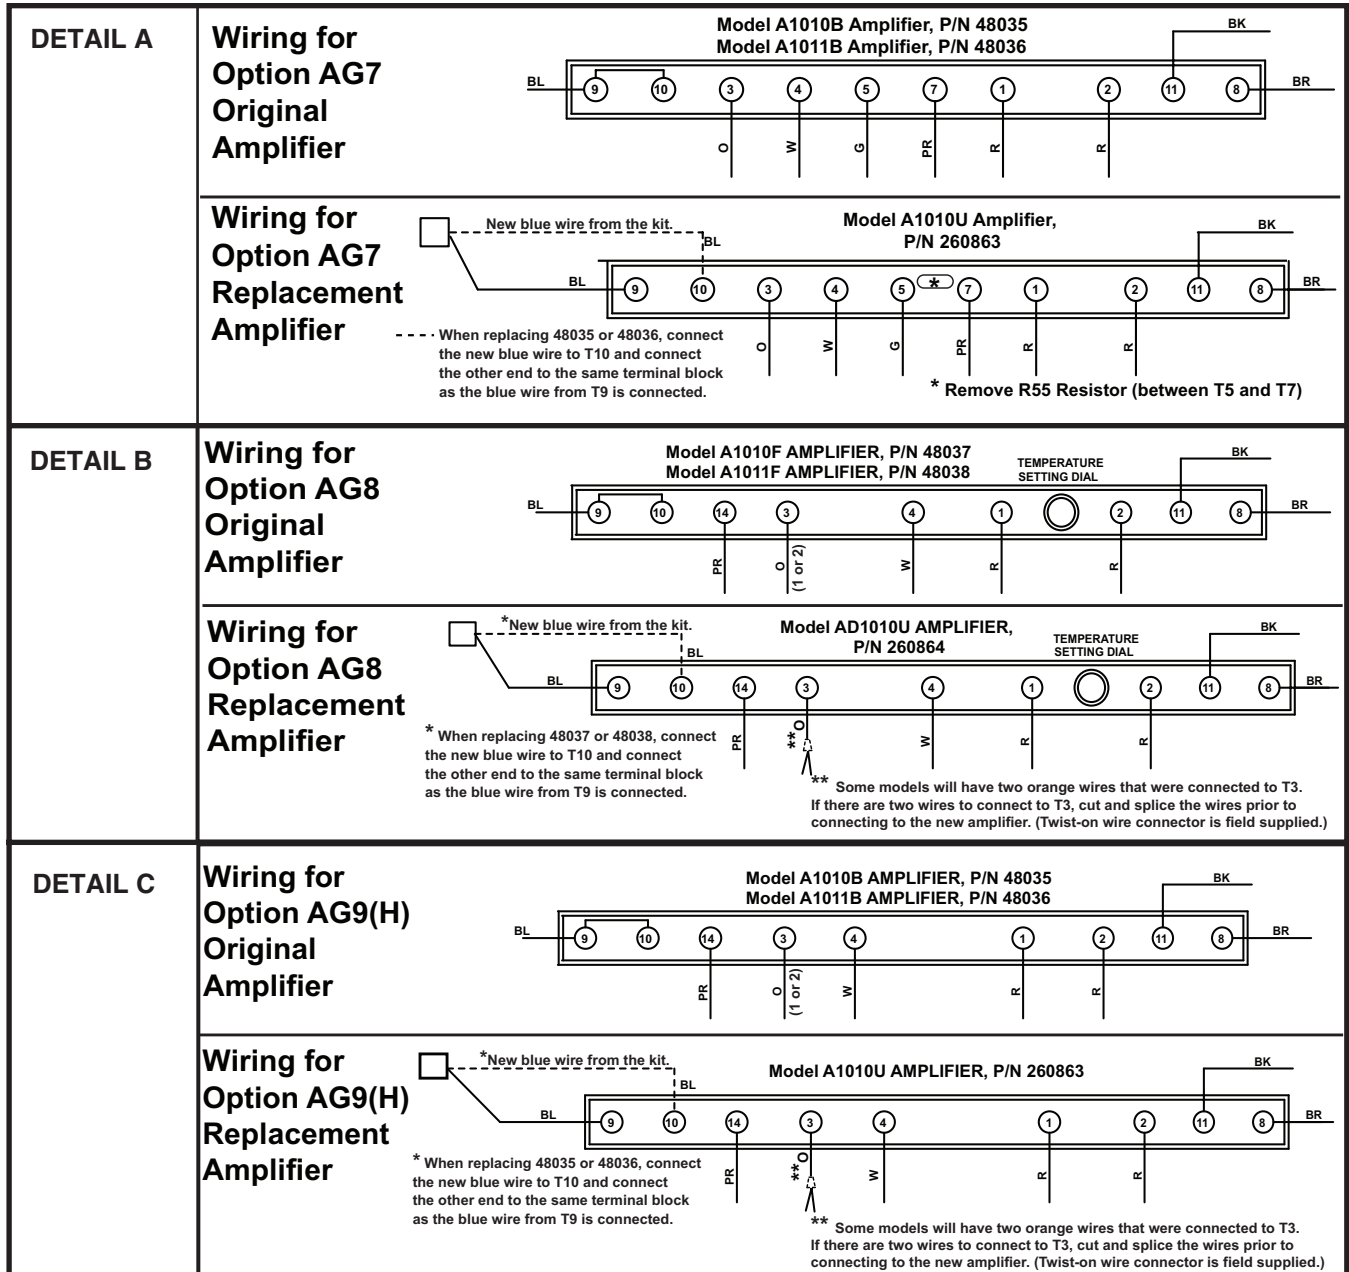 DETAIL A
Wiring for
Option AG7
Original
Amplifier
Model A1010B Amplifier, P/N 48035
Model A1011B Amplifier, P/N 48036
BK
BL
9 10 3 4 5 7 1 2 11 8
BR
O W G PR R R
Wiring for
Option AG7
Replacement
Amplifier
New blue wire from the kit.
BL
Model A1010U Amplifier,
P/N 260863
BK
BL
9 10 3 4 5 * 7 1 2 11 8
BR
O W G PR R R
---- When replacing 48035 or 48036, connect
the new blue wire to T10 and connect
the other end to the same terminal block
as the blue wire from T9 is connected.
* Remove R55 Resistor (between T5 and T7)
DETAIL B
Wiring for
Option AG8
Original
Amplifier
Model A1010F AMPLIFIER, P/N 48037
Model A1011F AMPLIFIER, P/N 48038
TEMPERATURE
SETTING DIAL
BK
BL
9 10 14 3 4 1 2 11 8
BR
PR O (1 or 2) W R R
Wiring for
Option AG8
Replacement
Amplifier
*New blue wire from the kit.
BL
Model AD1010U AMPLIFIER,
P/N 260864
TEMPERATURE
SETTING DIAL
BK
BL
9 10 14 3 4 1 2 11 8
BR
PR **O W R R
* When replacing 48037 or 48038, connect
the new blue wire to T10 and connect
the other end to the same terminal block
as the blue wire from T9 is connected.
** Some models will have two orange wires that were connected to T3.
If there are two wires to connect to T3, cut and splice the wires prior to
connecting to the new amplifier. (Twist-on wire connector is field supplied.)
DETAIL C
Wiring for
Option AG9(H)
Original
Amplifier
Model A1010B AMPLIFIER, P/N 48035
Model A1011B AMPLIFIER, P/N 48036
BK
BL
9 10 14 3 4 1 2 11 8
BR
PR O (1 or 2) W R R
Wiring for
Option AG9(H)
Replacement
Amplifier
*New blue wire from the kit.
BL
Model A1010U AMPLIFIER, P/N 260863
BK
BL
9 10 14 3 4 1 2 11 8
BR
PR **O W R R
* When replacing 48035 or 48036, connect
the new blue wire to T10 and connect
the other end to the same terminal block
as the blue wire from T9 is connected.
** Some models will have two orange wires that were connected to T3.
If there are two wires to connect to T3, cut and splice the wires prior to
connecting to the new amplifier. (Twist-on wire connector is field supplied.)